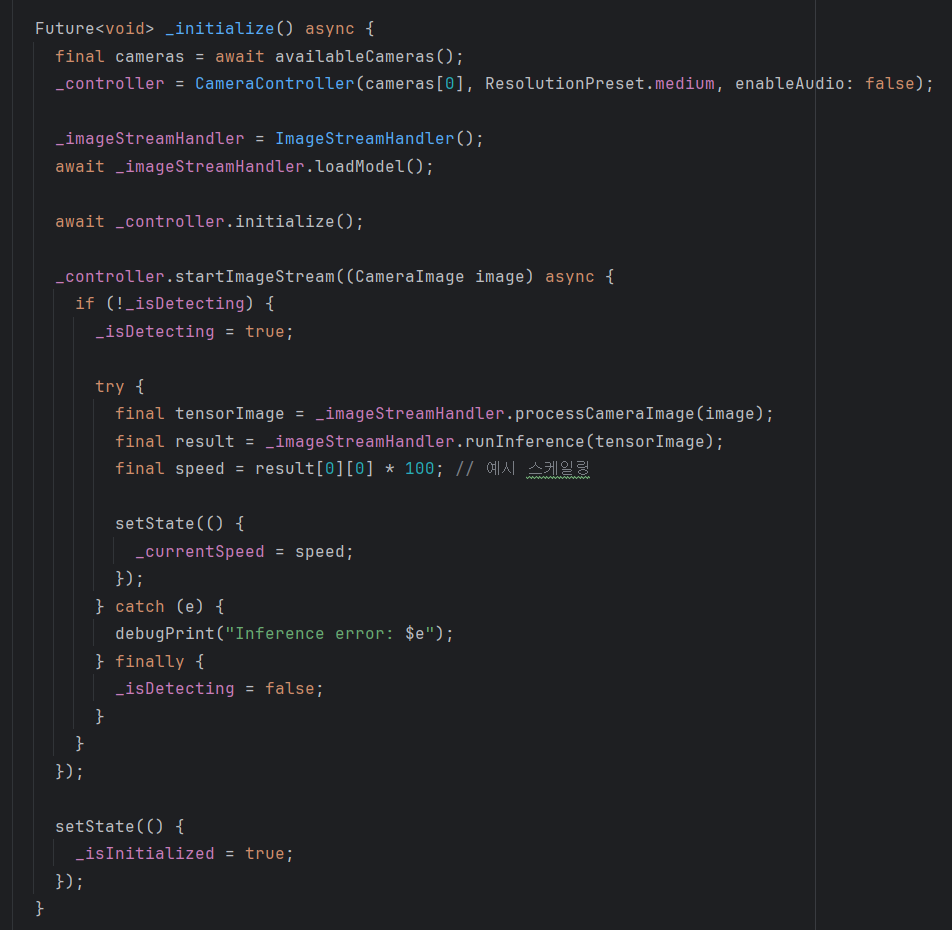 Future<void> _initialize() async {
  final cameras = await availableCameras();
  _controller = CameraController(cameras[0], ResolutionPreset.medium, enableAudio: false);

  _imageStreamHandler = ImageStreamHandler();
  await _imageStreamHandler.loadModel();

  await _controller.initialize();

  _controller.startImageStream((CameraImage image) async {
    if (!_isDetecting) {
      _isDetecting = true;

      try {
        final tensorImage = _imageStreamHandler.processCameraImage(image);
        final result = _imageStreamHandler.runInference(tensorImage);
        final speed = result[0][0] * 100; // 예시 스케일링

        setState(() {
          _currentSpeed = speed;
        });
      } catch (e) {
        debugPrint("Inference error: $e");
      } finally {
        _isDetecting = false;
      }
    }
  });

  setState(() {
    _isInitialized = true;
  });
}